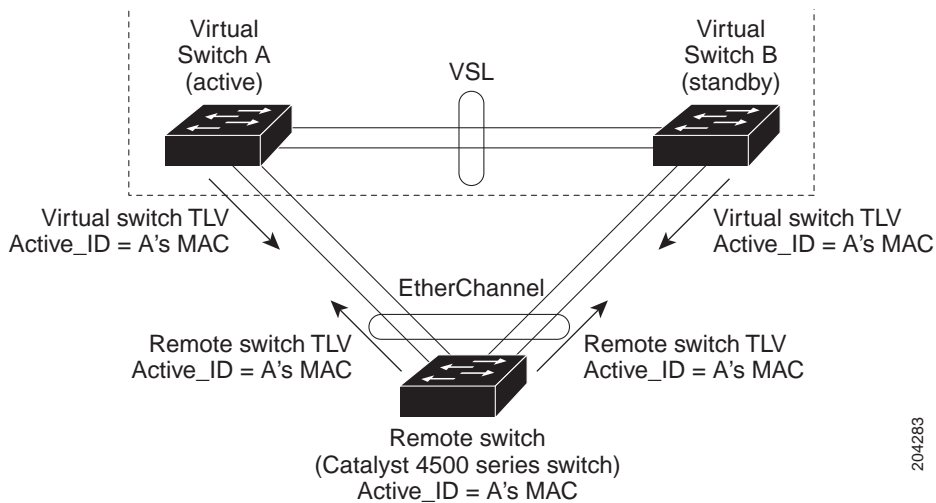 Virtual
Switch A
(active)
VSL
Virtual
Switch B
(standby)
Virtual switch TLV
Active_ID = A's MAC
Virtual switch TLV
Active_ID = A's MAC
EtherChannel
Remote switch TLV
Active_ID = A's MAC
Remote switch TLV
Active_ID = A's MAC
Remote switch
(Catalyst 4500 series switch)
Active_ID = A's MAC
204283